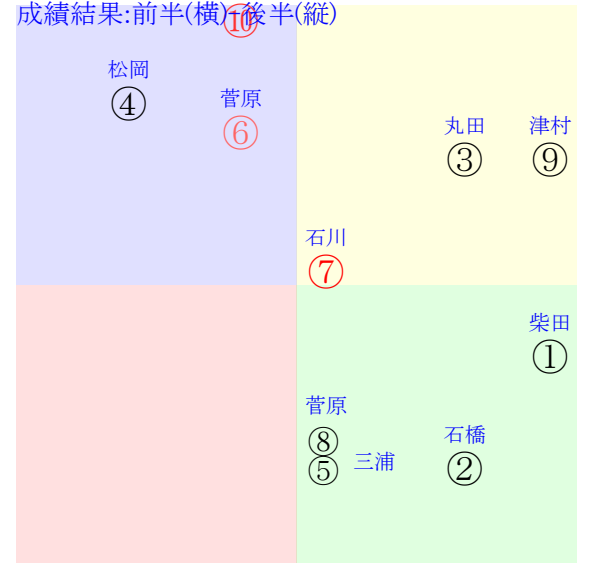 成績結果:前半(横)-後半(縦)
⑩
松岡
④
菅原
⑥
丸田
③
津村
⑨
石川
⑦
柴田
①
菅原
⑧
⑤ 三浦
石橋
②